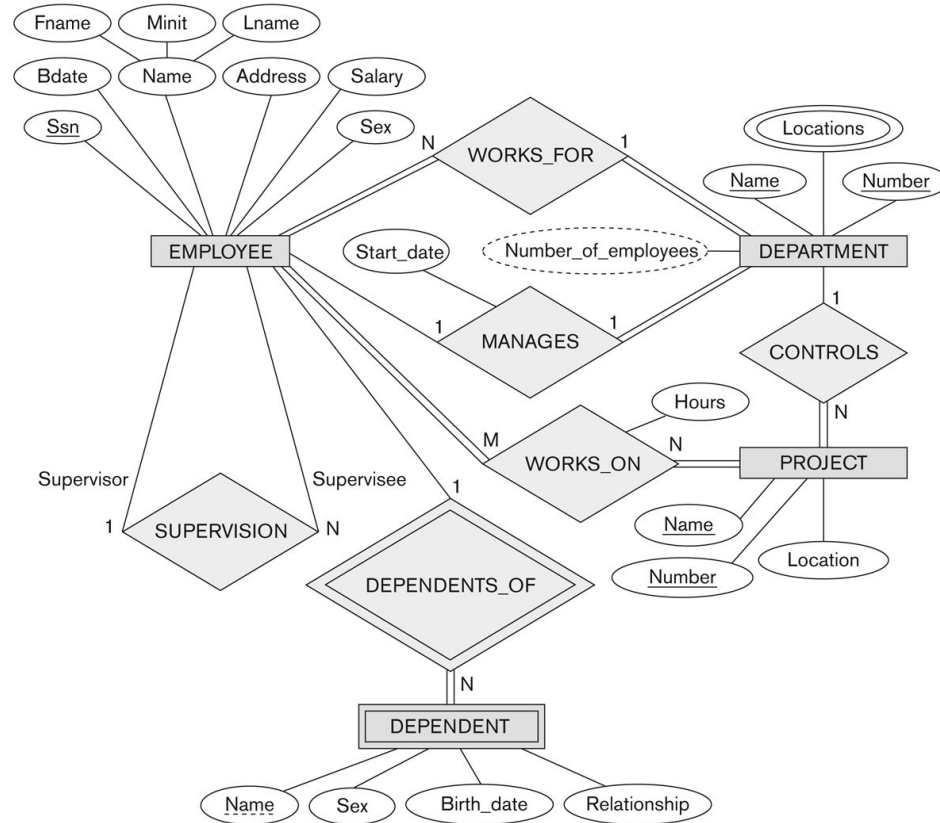 Fname Minit Lname
Bdate Name Address Salary
Ssn Sex
N WORKS_FOR 1
Locations
Name Number
EMPLOYEE Start_date Number_of_employees DEPARTMENT
1 MANAGES 1
1
CONTROLS
N
Hours
M WORKS_ON N PROJECT
Supervisor Supervisee
1 SUPERVISION N
1
Name
Number
Location
DEPENDENTS_OF
N
DEPENDENT
Name Sex Birth_date Relationship